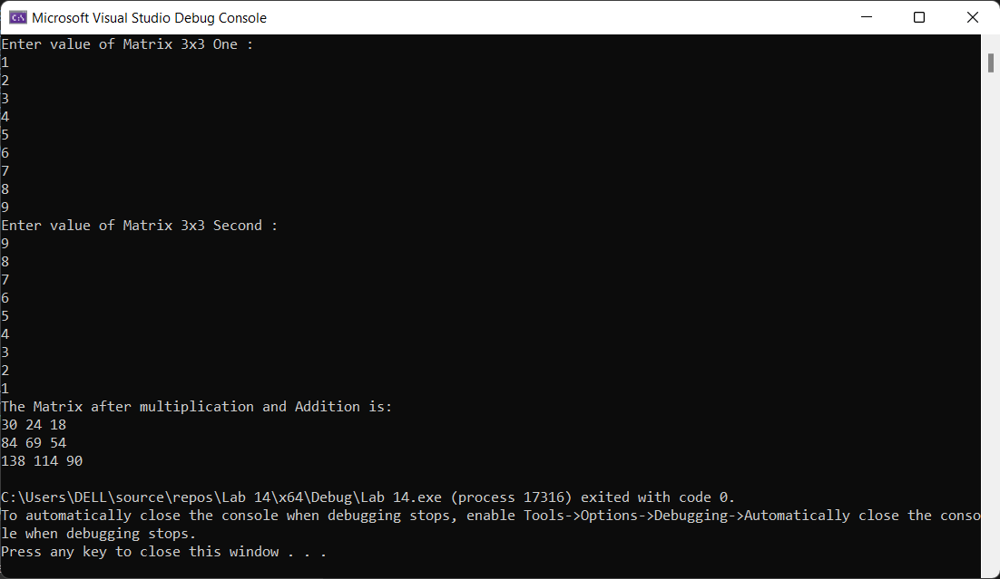 Microsoft Visual Studio Debug Console
Enter value of Matrix 3x3 One :
1
2
3
4
5
6
7
8
9
Enter value of Matrix 3x3 Second :
9
8
7
6
5
4
3
2
1
The Matrix after multiplication and Addition is:
30 24 18
84 69 54
138 114 90
C:\Users\DELL\source\repos\Lab 14\x64\Debug\Lab 14.exe (process 17316) exited with code 0.
To automatically close the console when debugging stops, enable Tools->Options->Debugging->Automatically close the conso
le when debugging stops.
Press any key to close this window . . .